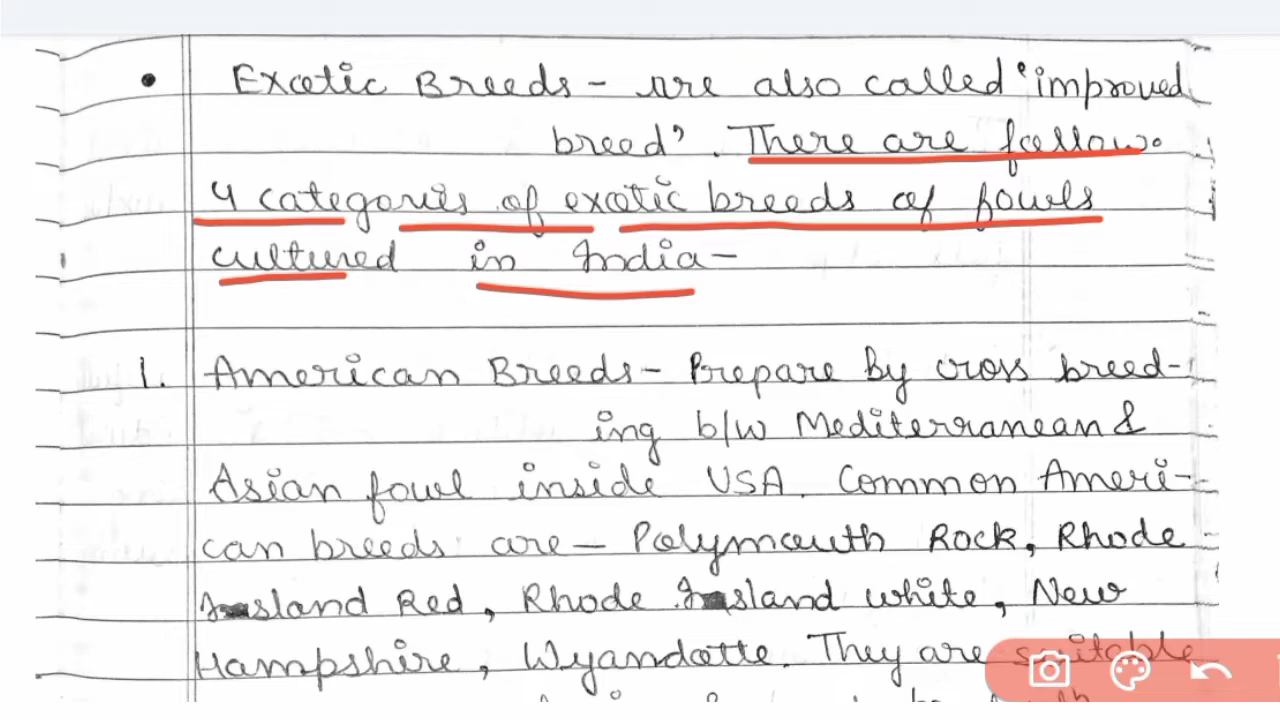 • Exotic Breeds – are also called 'improved
breed'. There are follow.
4 categories of exotic breeds of fowls
cultured in India –
1. American Breeds – Prepare by cross breed-
ing b/w Mediterranean &
Asian fowl inside USA. Common Ameri-
can breeds are – Polymouth Rock, Rhode
Island Red, Rhode Island white, New
Hampshire, Wyandotte. They are suitable